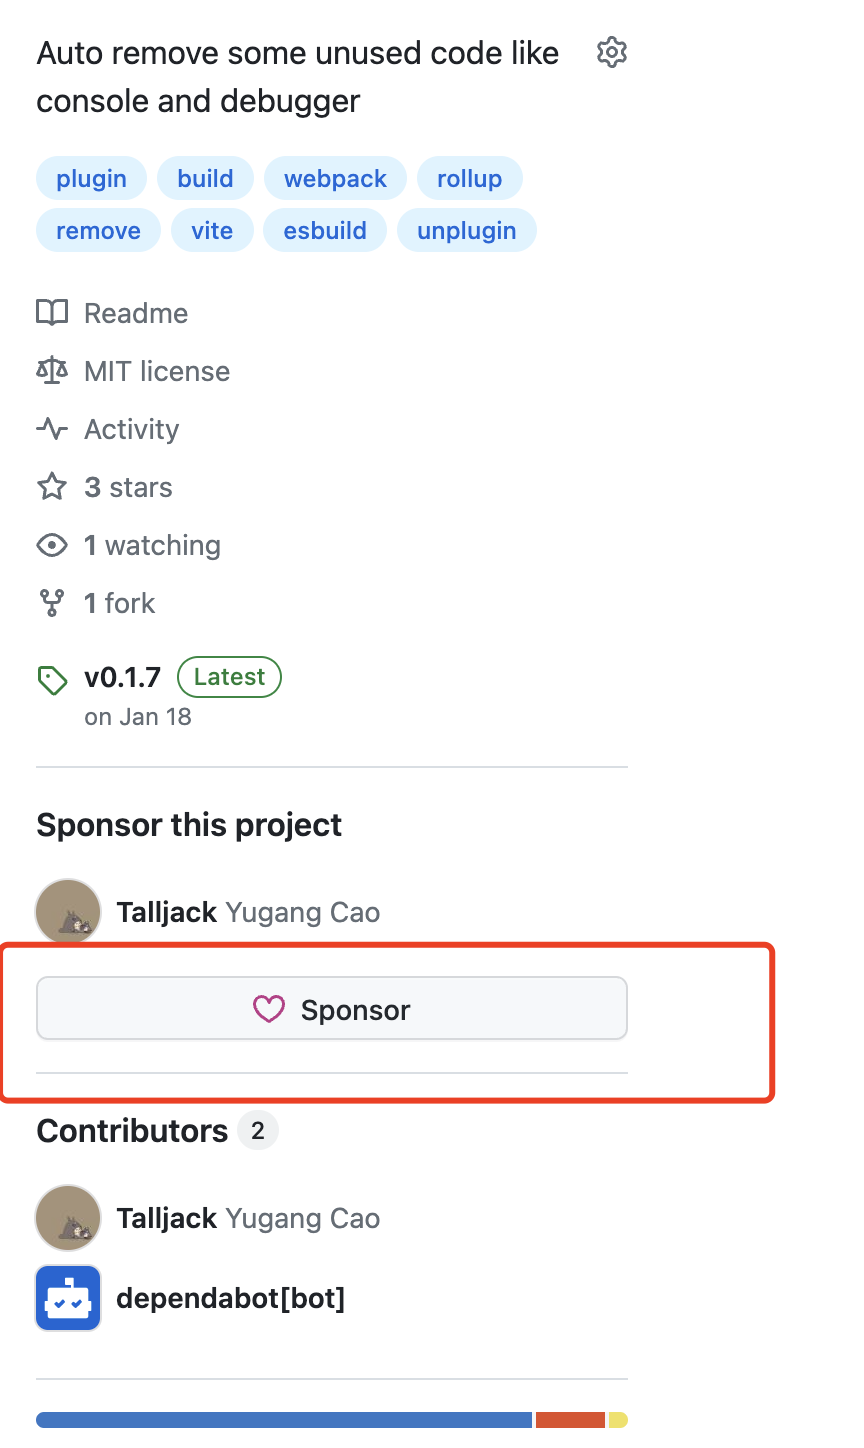 Auto remove some unused code like
console and debugger
plugin build webpack rollup
remove vite esbuild unplugin
Readme
MIT license
Activity
3 stars
1 watching
1 fork
v0.1.7 Latest
on Jan 18
Sponsor this project
Talljack Yugang Cao
Sponsor
Contributors 2
Talljack Yugang Cao
dependabot[bot]